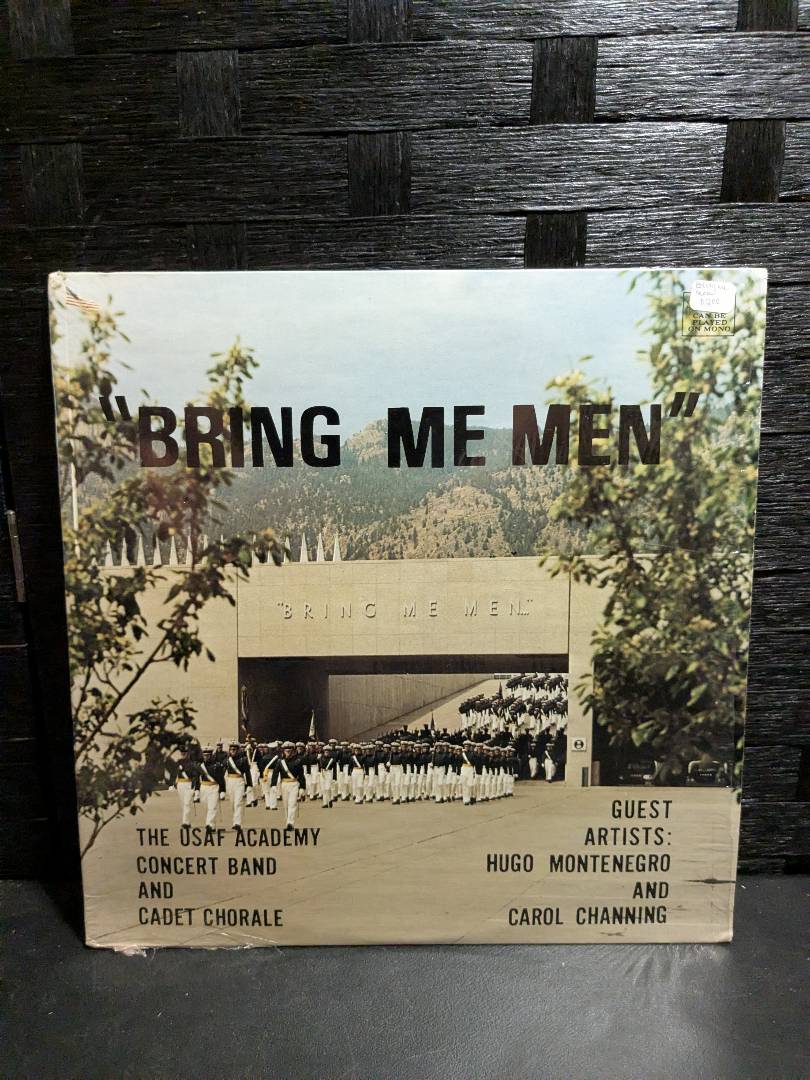 CAN BE
PLAYED
ON MONO
"BRING ME MEN"
"BRING ME MEN..."
THE USAF ACADEMY
CONCERT BAND
AND
CADET CHORALE
GUEST
ARTISTS:
HUGO MONTENEGRO
AND
CAROL CHANNING